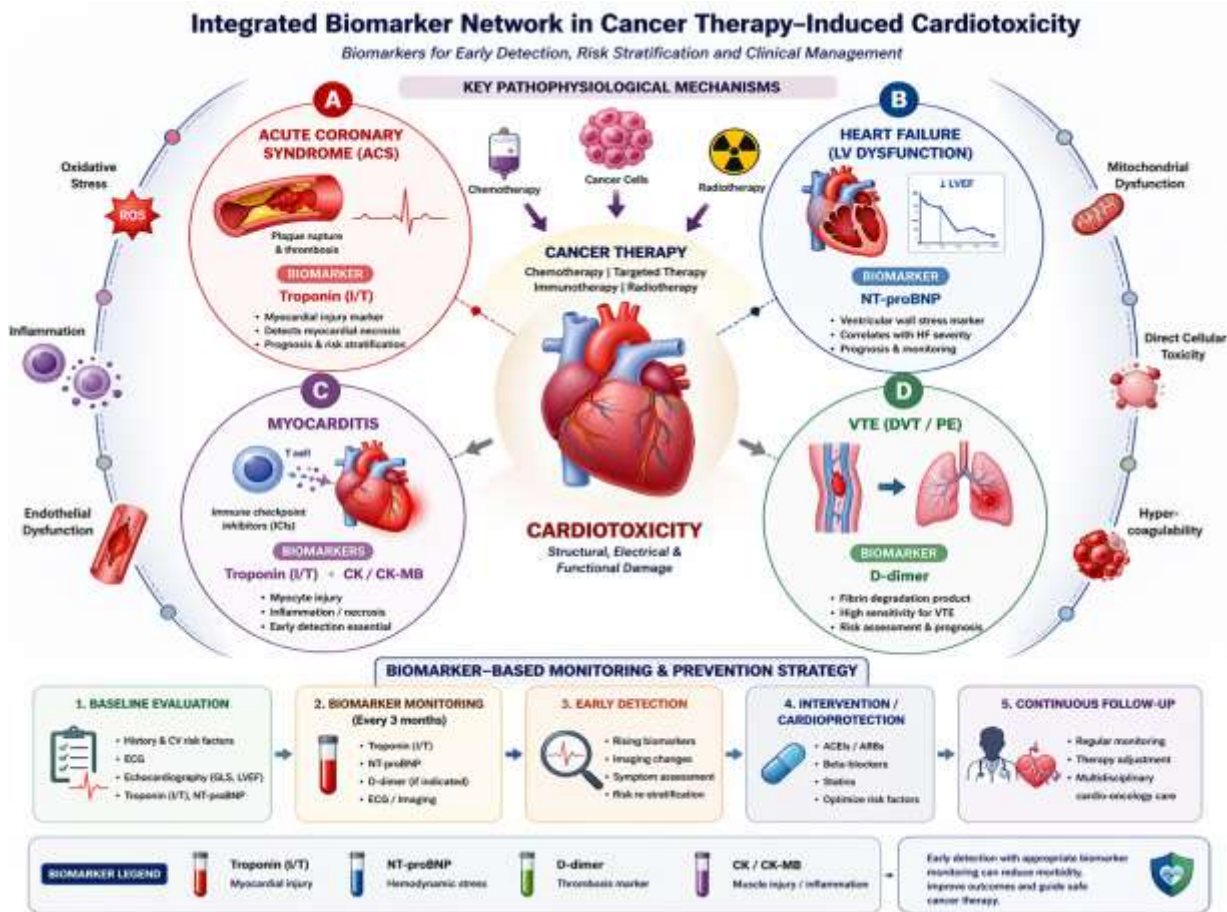 Integrated Biomarker Network in Cancer Therapy–Induced Cardiotoxicity
Biomarkers for Early Detection, Risk Stratification and Clinical Management
KEY PATHOPHYSIOLOGICAL MECHANISMS
A
ACUTE CORONARY
SYNDROME (ACS)
Plaque rupture
& thrombosis
BIOMARKER
Troponin (I/T)
• Myocardial injury marker
• Detects myocardial necrosis
• Prognosis & risk stratification
Chemotherapy
Cancer Cells
Radiotherapy
B
HEART FAILURE
(LV DYSFUNCTION)
↓ LVEF
BIOMARKER
NT-proBNP
• Ventricular wall stress marker
• Correlates with HF severity
• Prognosis & monitoring
Oxidative
Stress
ROS
Inflammation
Endothelial
Dysfunction
CANCER THERAPY
Chemotherapy | Targeted Therapy
Immunotherapy | Radiotherapy
Mitochondrial
Dysfunction
Direct Cellular
Toxicity
Hyper-
coagulability
C
MYOCARDITIS
T cell
Immune checkpoint
inhibitors (ICIs)
BIOMARKERS
Troponin (I/T) + CK / CK-MB
• Myocyte injury
• Inflammation / necrosis
• Early detection essential
CARDIOTOXICITY
Structural, Electrical &
Functional Damage
D
VTE (DVT / PE)
BIOMARKER
D-dimer
• Fibrin degradation product
• High sensitivity for VTE
• Risk assessment & prognosis
BIOMARKER–BASED MONITORING & PREVENTION STRATEGY
1. BASELINE EVALUATION
• History & CV risk factors
• ECG
• Echocardiography (GLS, LVEF)
• Troponin (I/T), NT-proBNP
2. BIOMARKER MONITORING
(Every 3 months)
• Troponin (I/T)
• NT-proBNP
• D-dimer (if indicated)
• ECG / Imaging
3. EARLY DETECTION
• Rising biomarkers
• Imaging changes
• Symptom assessment
• Risk re-stratification
4. INTERVENTION /
CARDIOPROTECTION
• ACEIs / ARBs
• Beta-blockers
• Statins
• Optimize risk factors
5. CONTINUOUS FOLLOW-UP
• Regular monitoring
• Therapy adjustment
• Multidisciplinary
cardio-oncology care
BIOMARKER LEGEND
Troponin (I/T)
Myocardial injury
NT-proBNP
Hemodynamic stress
D-dimer
Thrombosis marker
CK / CK-MB
Muscle injury / inflammation
Early detection with appropriate biomarker
monitoring can reduce morbidity,
improve outcomes and guide safe
cancer therapy.